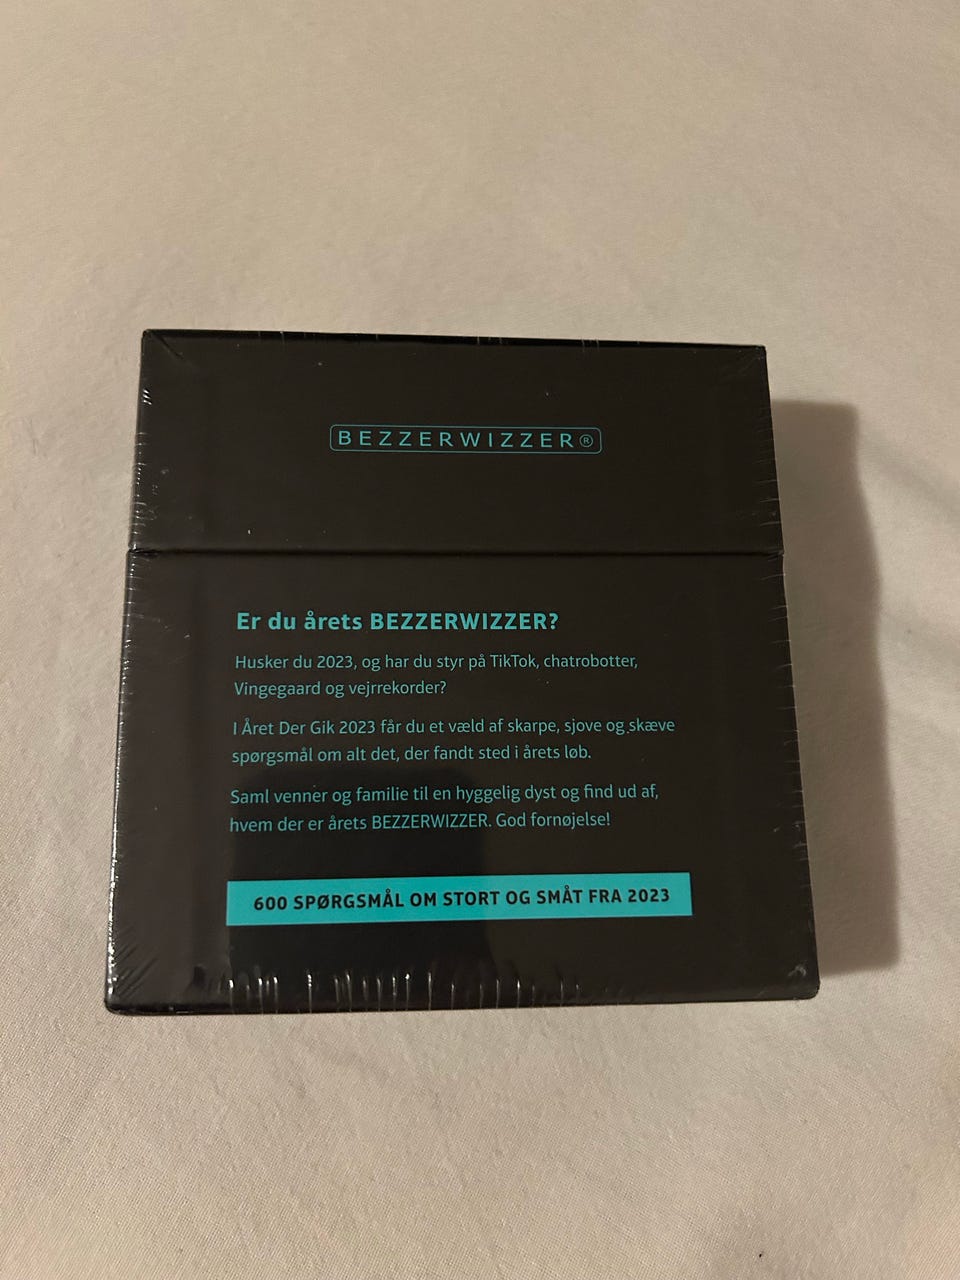 BEZZERWIZZER®
Er du årets BEZZERWIZZER?
Husker du 2023, og har du styr på TikTok, chatrobotter,
Vingegaard og vejrrekorder?
I Året Der Gik 2023 får du et væld af skarpe, sjove og skæve
spørgsmål om alt det, der fandt sted i årets løb.
Saml venner og familie til en hyggelig dyst og find ud af,
hvem der er årets BEZZERWIZZER. God fornøjelse!
600 SPØRGSMÅL OM STORT OG SMÅT FRA 2023